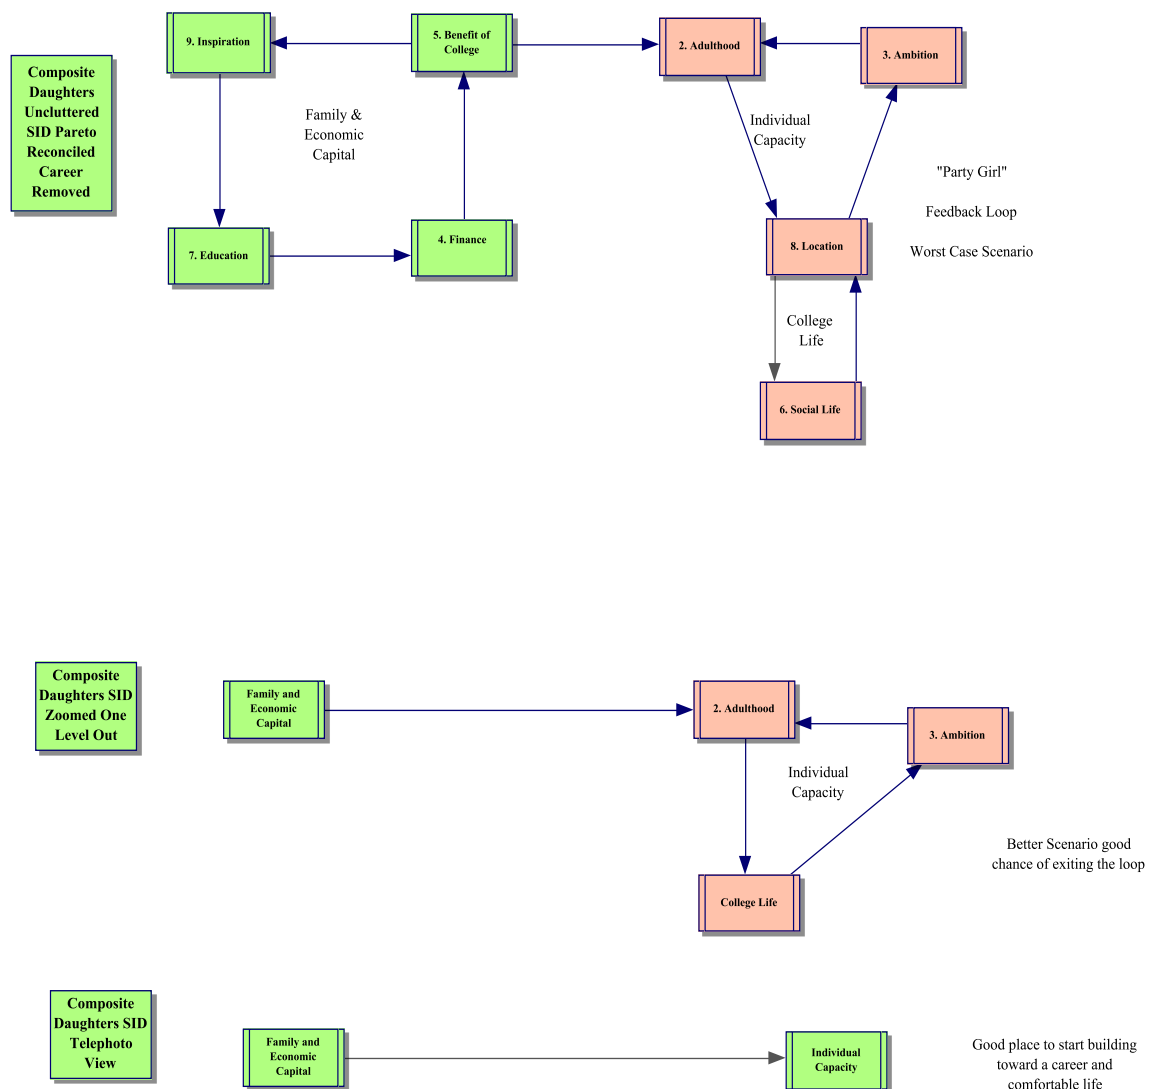 Composite
Daughters
Uncluttered
SID Pareto
Reconciled
Career
Removed
9. Inspiration
5. Benefit of
College
2. Adulthood
3. Ambition
Family &
Economic
Capital
Individual
Capacity
"Party Girl"
Feedback Loop
Worst Case Scenario
7. Education
4. Finance
8. Location
College
Life
6. Social Life
Composite
Daughters SID
Zoomed One
Level Out
Family and
Economic
Capital
2. Adulthood
3. Ambition
Individual
Capacity
Better Scenario good
chance of exiting the loop
College Life
Composite
Daughters SID
Telephoto
View
Family and
Economic
Capital
Individual
Capacity
Good place to start building
toward a career and
comfortable life